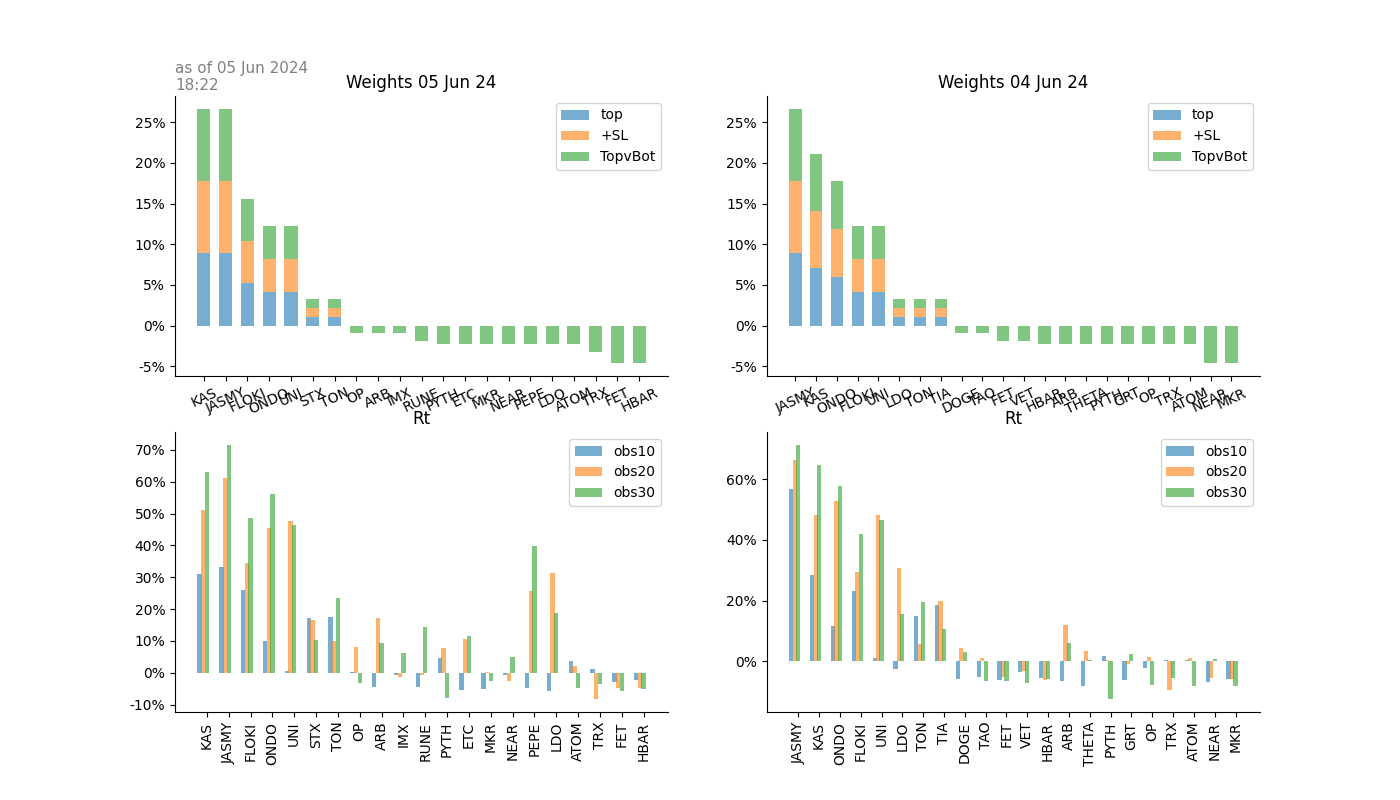 as of 05 Jun 2024
18:22
Weights 05 Jun 24
25%
20%
15%
10%
5%
0%
-5%
top
+SL
TopvBot
KAS JASMY FLOKI ONDO UNI STX TON OP ARB IMX RUNE PYTH ETC MKR NEAR PEPE LDO ATOM TRX FET HBAR
Weights 04 Jun 24
25%
20%
15%
10%
5%
0%
-5%
top
+SL
TopvBot
JASMY KAS ONDO FLOKI UNI LDO TON TIA DOGE TAO FET VET HBAR ARB THETA PYTH GRT OP TRX ATOM NEAR MKR
Rt
70%
60%
50%
40%
30%
20%
10%
0%
-10%
obs10
obs20
obs30
KAS JASMY FLOKI ONDO UNI STX TON OP ARB IMX RUNE PYTH ETC MKR NEAR PEPE LDO ATOM TRX FET HBAR
Rt
60%
40%
20%
0%
obs10
obs20
obs30
JASMY KAS ONDO FLOKI UNI LDO TON TIA DOGE TAO FET VET HBAR ARB THETA PYTH GRT OP TRX ATOM NEAR MKR